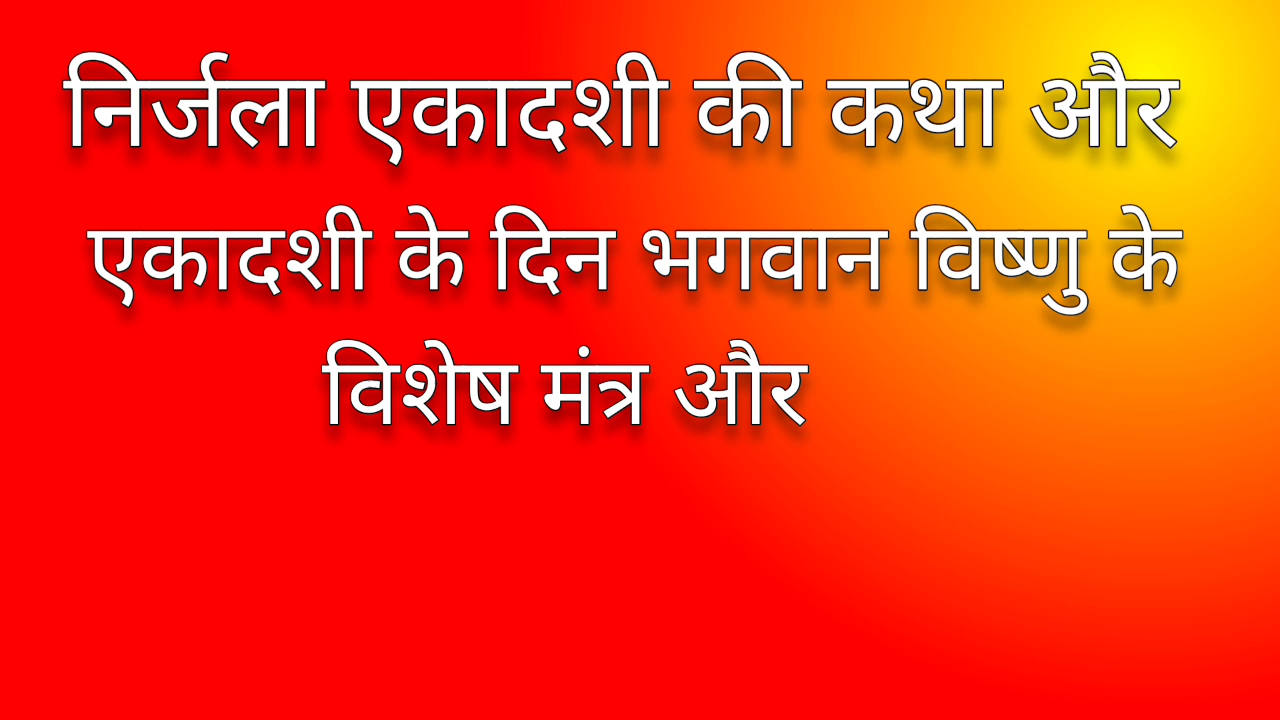 निर्जला एकादशी की कथा और
एकादशी के दिन भगवान विष्णु के
विशेष मंत्र और